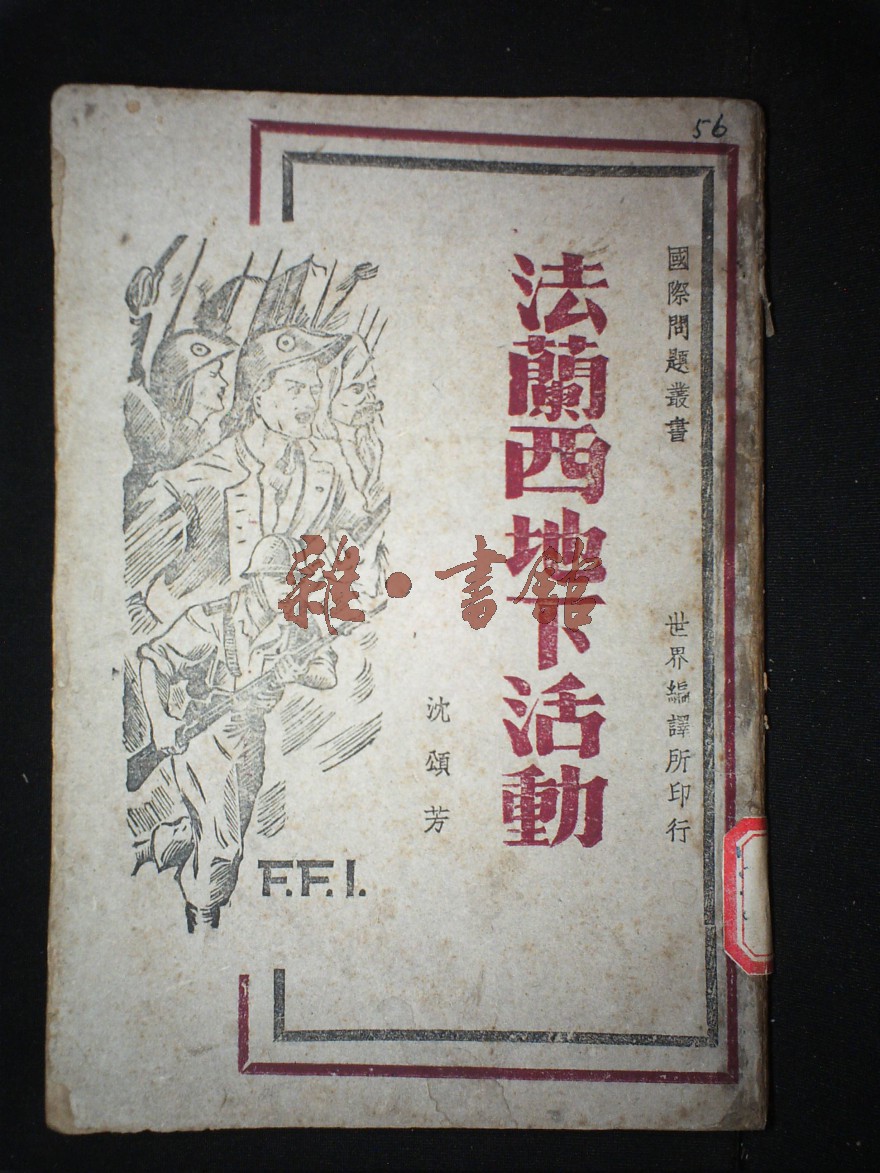 56
國際問題叢書
世界編譯所印行
法蘭西地下活動
沈頌芳
F.F.I.
雜·書館